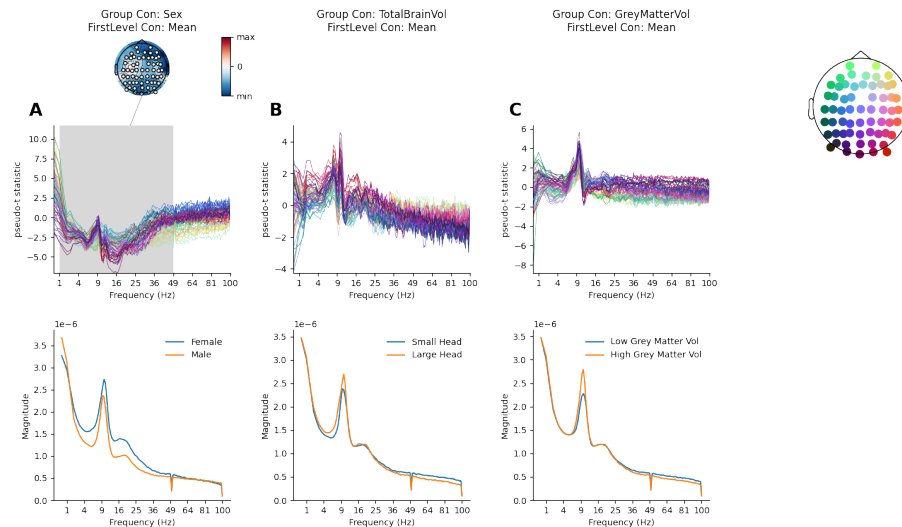 Group Con: Sex
FirstLevel Con: Mean
Group Con: TotalBrainVol
FirstLevel Con: Mean
Group Con: GreyMatterVol
FirstLevel Con: Mean
max
0
min
A
B
C
pseudo-t statistic
10.0
7.5
5.0
2.5
0.0
−2.5
−5.0
1 4 9 16 25 36 49 64 81 100
Frequency (Hz)
pseudo-t statistic
4
2
0
−2
−4
1 4 9 16 25 36 49 64 81 100
Frequency (Hz)
pseudo-t statistic
6
4
2
0
−2
−4
−6
−8
1 4 9 16 25 36 49 64 81 100
Frequency (Hz)
1e−6
Magnitude
3.5
3.0
2.5
2.0
1.5
1.0
0.5
0.0
Female
Male
1 4 9 16 25 36 49 64 81 100
Frequency (Hz)
1e−6
Magnitude
3.5
3.0
2.5
2.0
1.5
1.0
0.5
0.0
Small Head
Large Head
1 4 9 16 25 36 49 64 81 100
Frequency (Hz)
1e−6
Magnitude
3.5
3.0
2.5
2.0
1.5
1.0
0.5
0.0
Low Grey Matter Vol
High Grey Matter Vol
1 4 9 16 25 36 49 64 81 100
Frequency (Hz)